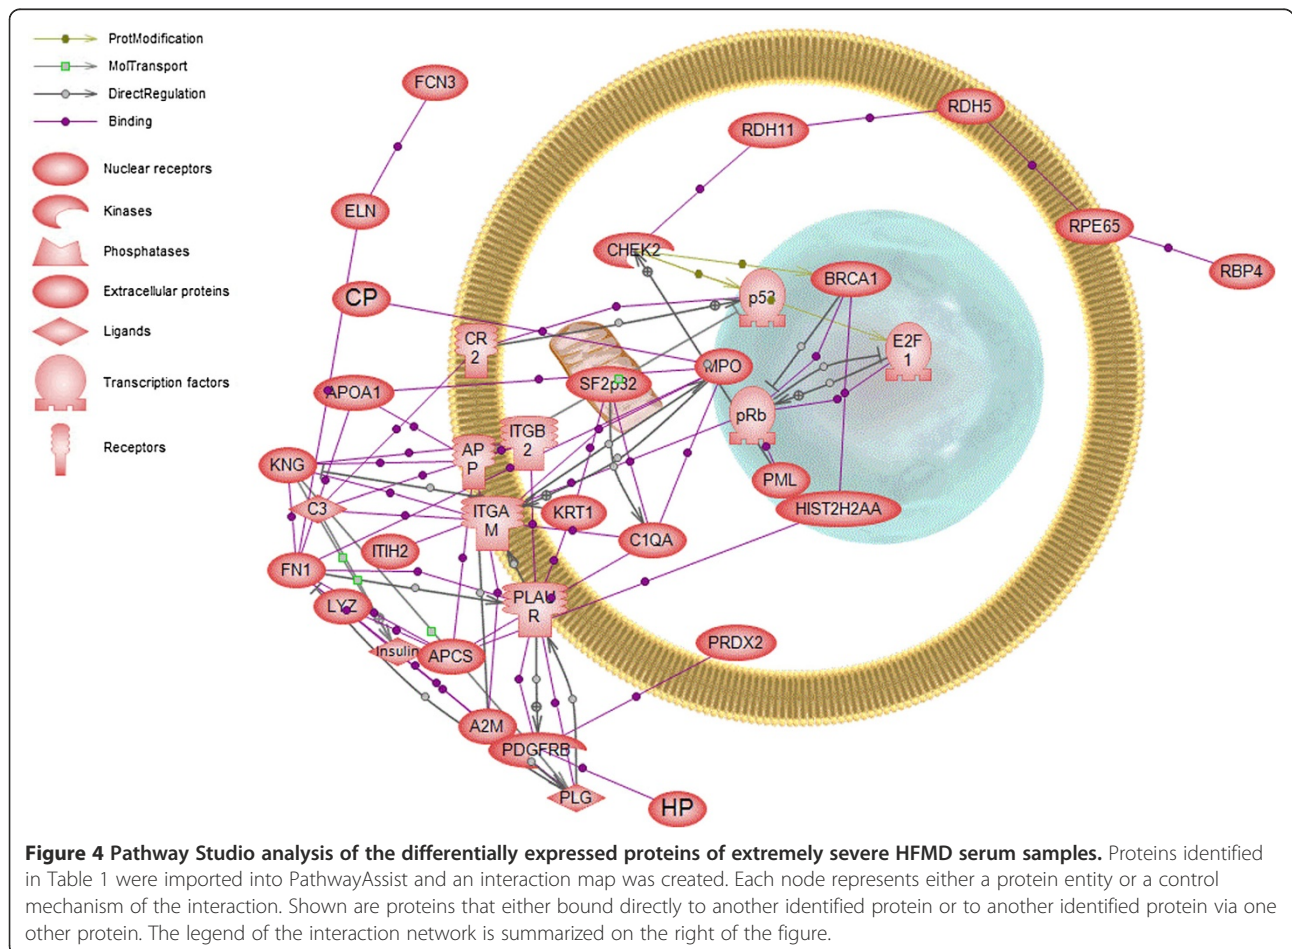 ProtModification
MolTransport
DirectRegulation
Binding
Nuclear receptors
Kinases
Phosphatases
Extracellular proteins
Ligands
Transcription factors
Receptors
FCN3
RDH5
RDH11
ELN
RPE65
CHEK2
RBP4
BRCA1
CP
p53
CR
2
E2F
1
MPO
SF2p32
APOA1
pRb
ITGB
2
AP
P
KNG
PML
C3
ITGA
M
KRT1
HIST2H2AA
C1QA
ITIH2
FN1
PLAU
R
LYZ
PRDX2
Insulin
APCS
A2M
PDGFRB
PLG
HP
Figure 4 Pathway Studio analysis of the differentially expressed proteins of extremely severe HFMD serum samples. Proteins identified
in Table 1 were imported into PathwayAssist and an interaction map was created. Each node represents either a protein entity or a control
mechanism of the interaction. Shown are proteins that either bound directly to another identified protein or to another identified protein via one
other protein. The legend of the interaction network is summarized on the right of the figure.